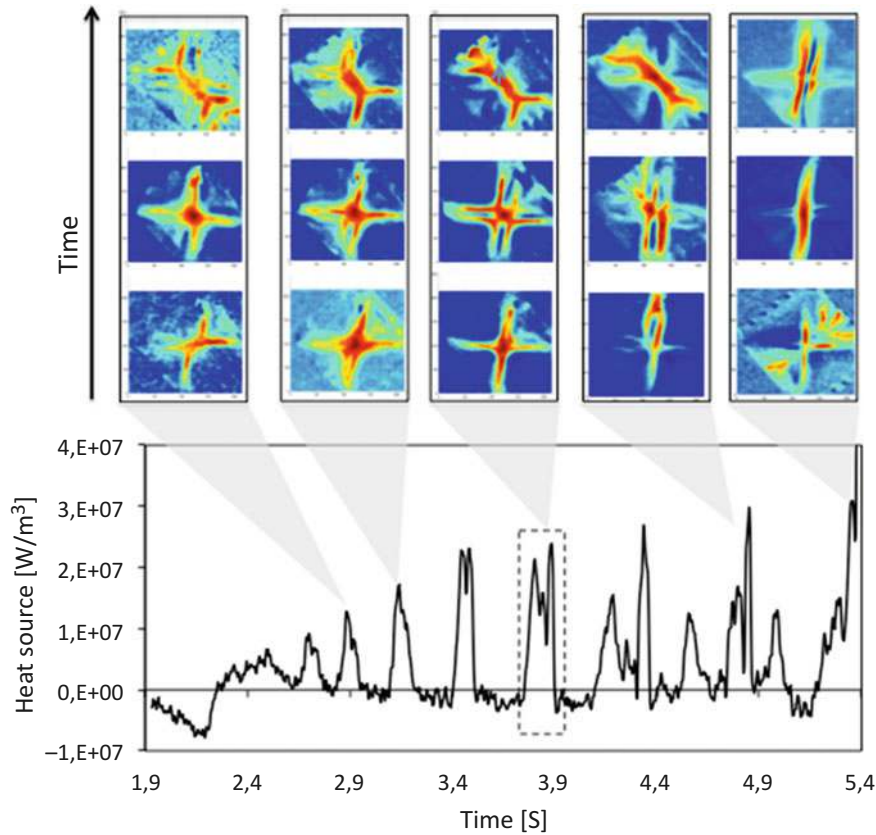 Time
4,E+07
3,E+07
2,E+07
1,E+07
0,E+00
–1,E+07
Heat source [W/m³]
1,9
2,4
2,9
3,4
3,9
4,4
4,9
5,4
Time [S]